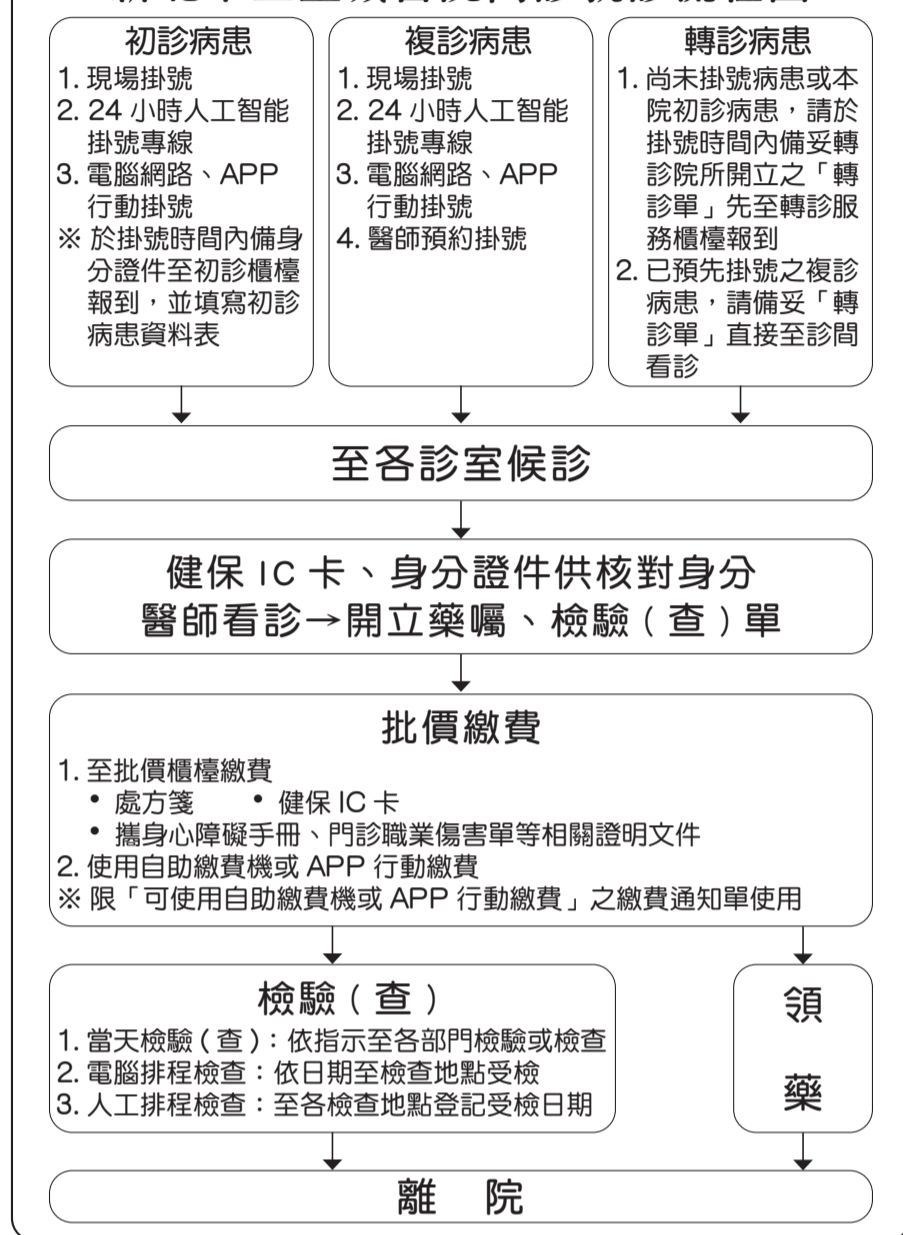 初診病患
1. 現場掛號
2. 24 小時人工智能
掛號專線
3. 電腦網路、APP
行動掛號
※ 於掛號時間內備身
分證件至初診櫃檯
報到，並填寫初診
病患資料表
複診病患
1. 現場掛號
2. 24 小時人工智能
掛號專線
3. 電腦網路、APP
行動掛號
4. 醫師預約掛號
轉診病患
1. 尚未掛號病患或本
院初診病患，請於
掛號時間內備妥轉
診院所開立之「轉
診單」先至轉診服
務櫃檯報到
2. 已預先掛號之複診
病患，請備妥「轉
診單」直接至診間
看診
至各診室候診
健保 IC 卡、身分證件供核對身分
醫師看診→開立藥囑、檢驗（查）單
批價繳費
1. 至批價櫃檯繳費
• 處方箋 • 健保 IC 卡
• 攜身心障礙手冊、門診職業傷害單等相關證明文件
2. 使用自助繳費機或 APP 行動繳費
※ 限「可使用自助繳費機或 APP 行動繳費」之繳費通知單使用
檢驗（查）
1. 當天檢驗（查）：依指示至各部門檢驗或檢查
2. 電腦排程檢查：依日期至檢查地點受檢
3. 人工排程檢查：至各檢查地點登記受檢日期
領
藥
離 院